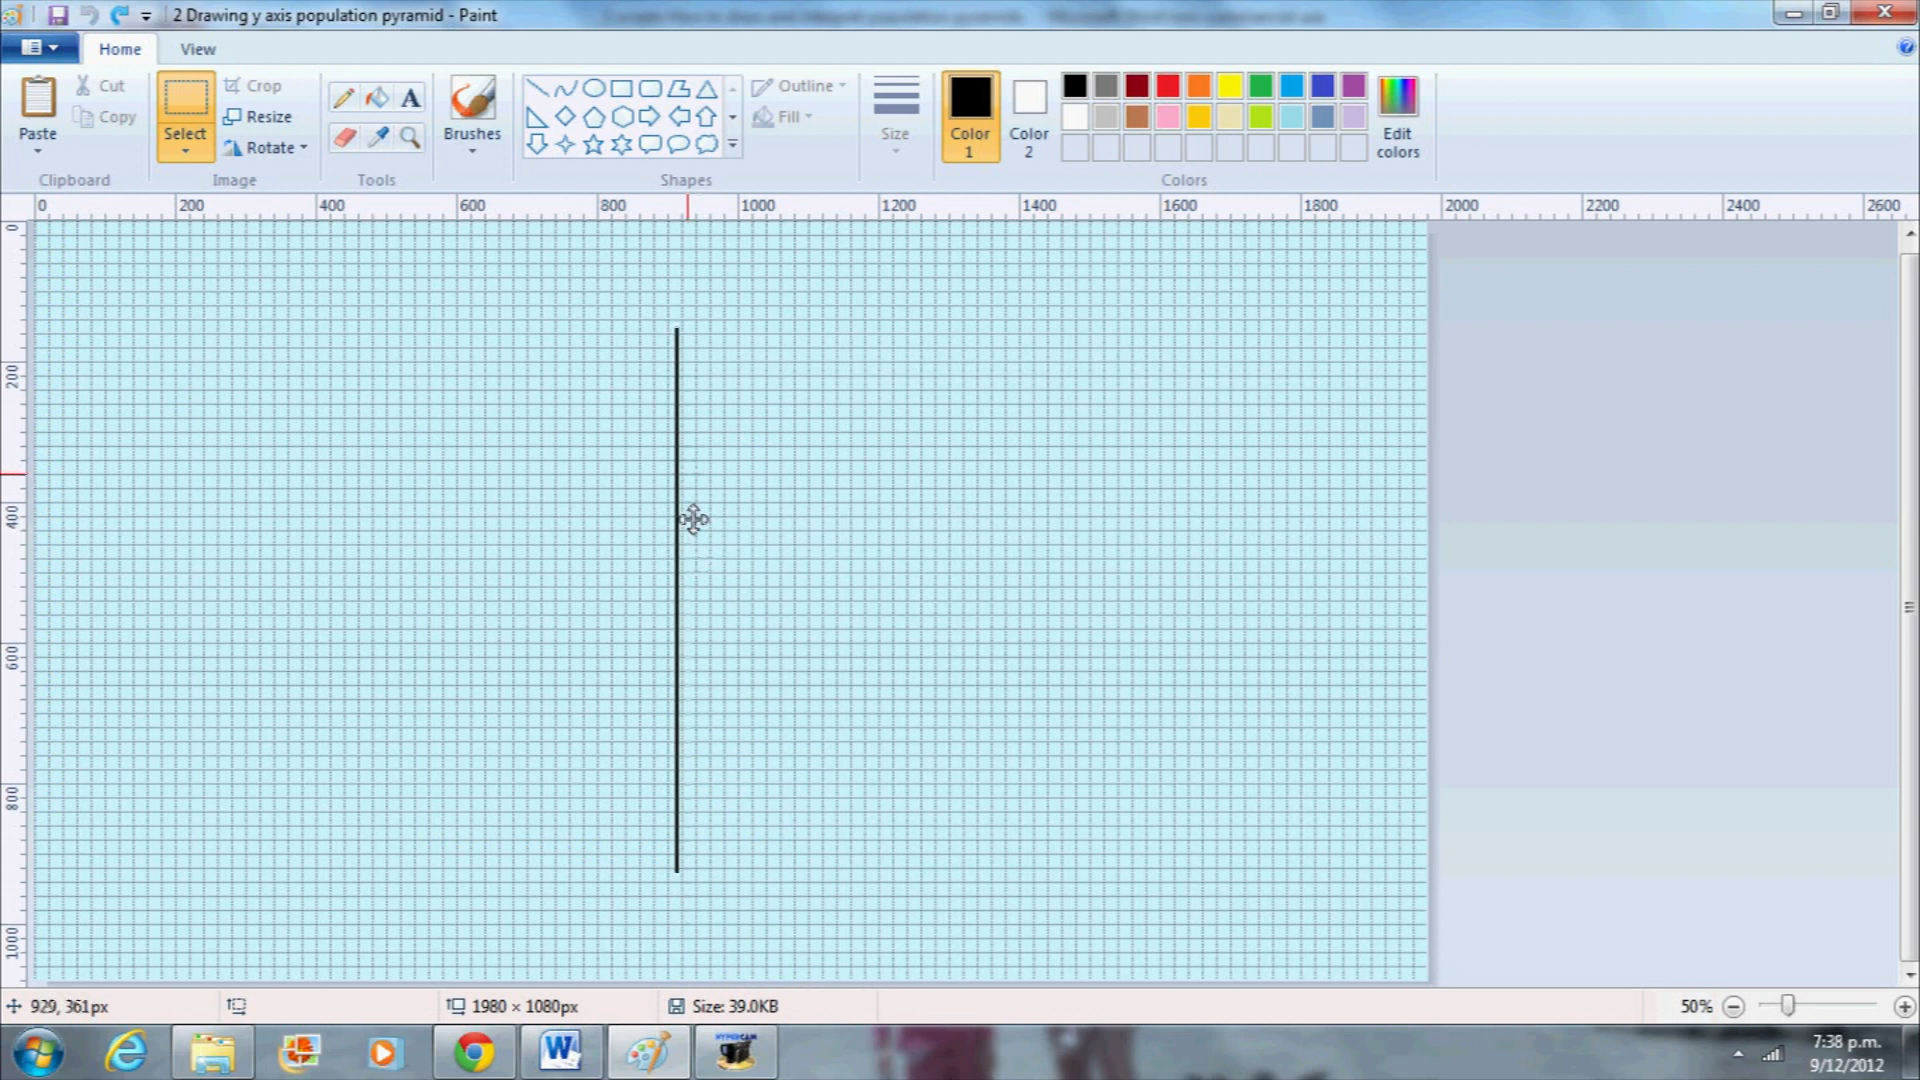 2 Drawing y axis population pyramid - Paint
Home View
Cut Crop Outline
Resize
Copy Fill
Paste Select Rotate Brushes Size Color 1 Color 2 Edit colors
Clipboard Image Tools Shapes Colors
0 200 400 600 800 1000 1200 1400 1600 1800 2000 2200 2400 2600
0
200
400
600
800
1000
929, 361px 1980 × 1080px Size: 39.0KB 50%
HYPERCAM
7:38 p.m.
9/12/2012